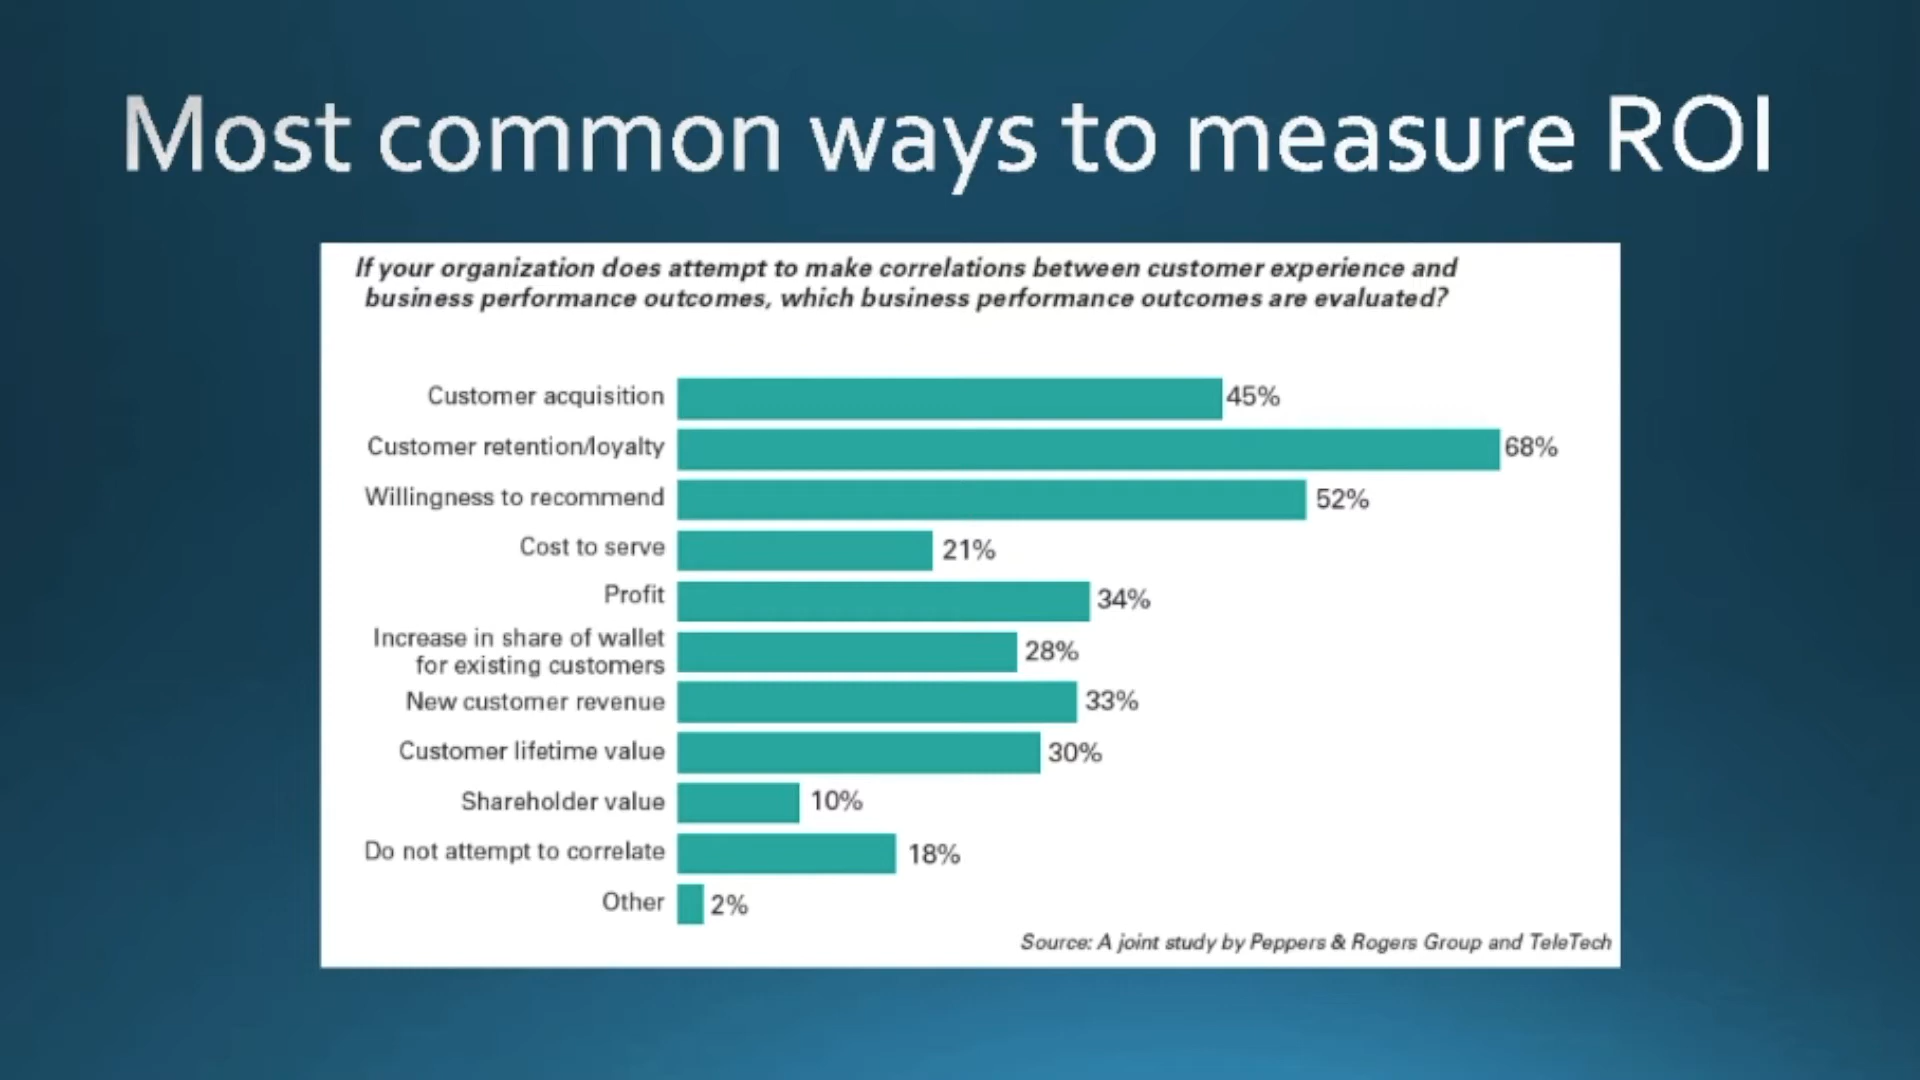 Most common ways to measure ROI
If your organization does attempt to make correlations between customer experience and
business performance outcomes, which business performance outcomes are evaluated?
Customer acquisition 45%
Customer retention/loyalty 68%
Willingness to recommend 52%
Cost to serve 21%
Profit 34%
Increase in share of wallet
for existing customers 28%
New customer revenue 33%
Customer lifetime value 30%
Shareholder value 10%
Do not attempt to correlate 18%
Other 2%
Source: A joint study by Peppers & Rogers Group and TeleTech